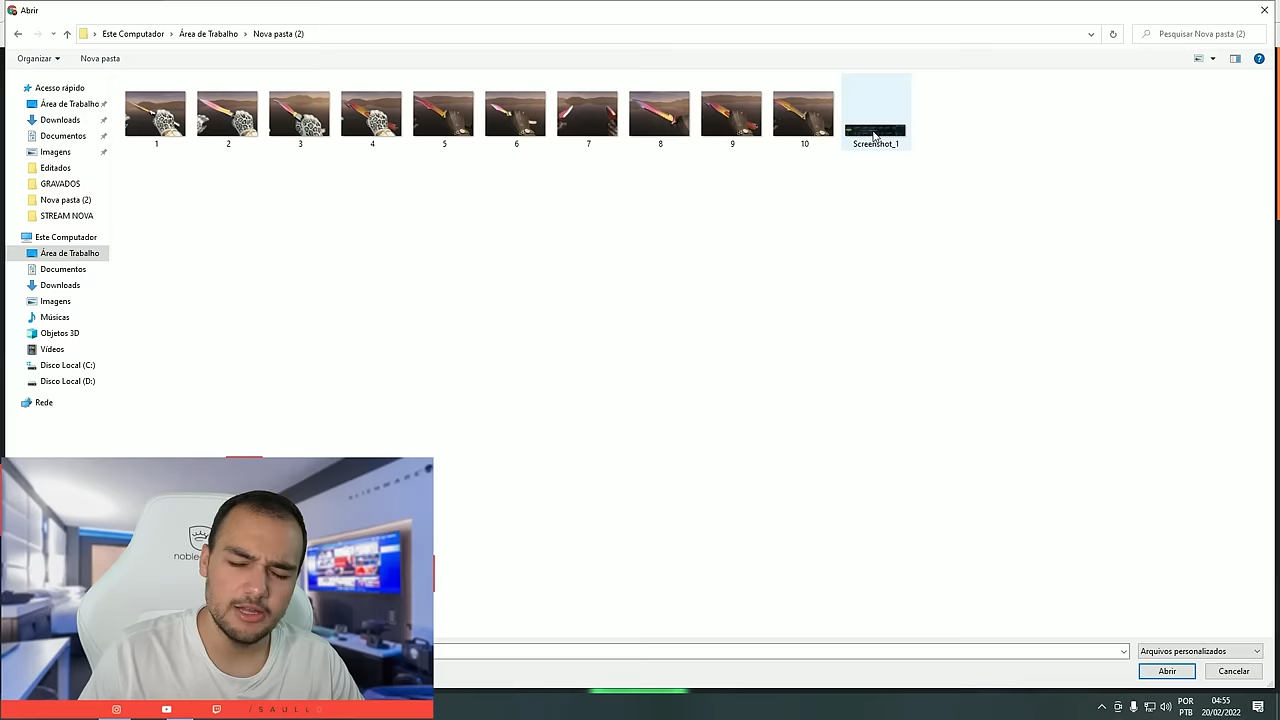 Abrir
Este Computador > Área de Trabalho > Nova pasta (2)
Pesquisar Nova pasta (2)
Organizar
Nova pasta
Acesso rápido
Área de Trabalho
Downloads
Documentos
Imagens
Editados
GRAVADOS
Nova pasta (2)
STREAM NOVA
Este Computador
Área de Trabalho
Documentos
Downloads
Imagens
Músicas
Objetos 3D
Vídeos
Disco Local (C:)
Disco Local (D:)
Rede
1
2
3
4
5
6
7
8
9
10
Screenshot_1
ALIENWARE
noble
Arquivos personalizados
Abrir
Cancelar
/SAULLO
POR
PTB
04:55
20/02/2022